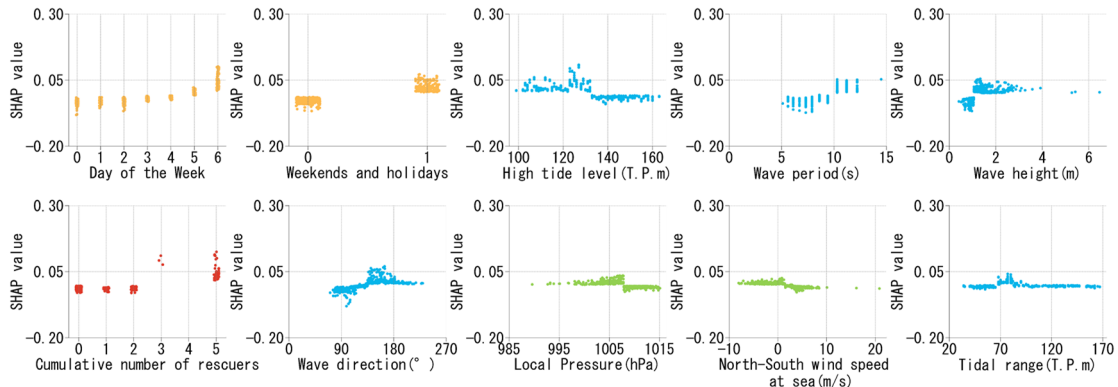 0.30
0.05
-0.20
SHAP value
0 1 2 3 4 5 6
Day of the Week
0.30
0.05
-0.20
SHAP value
0 1
Weekends and holidays
0.30
0.05
-0.20
SHAP value
100 120 140 160
High tide level(T.P.m)
0.30
0.05
-0.20
SHAP value
0 5 10 15
Wave period(s)
0.30
0.05
-0.20
SHAP value
0 2 4 6
Wave height(m)
0.30
0.05
-0.20
SHAP value
0 1 2 3 4 5
Cumulative number of rescuers
0.30
0.05
-0.20
SHAP value
0 90 180 270
Wave direction(°)
0.30
0.05
-0.20
SHAP value
985 995 1005 1015
Local Pressure(hPa)
0.30
0.05
-0.20
SHAP value
-10 0 10 20
North-South wind speed
at sea(m/s)
0.30
0.05
-0.20
SHAP value
20 70 120 170
Tidal range(T.P.m)